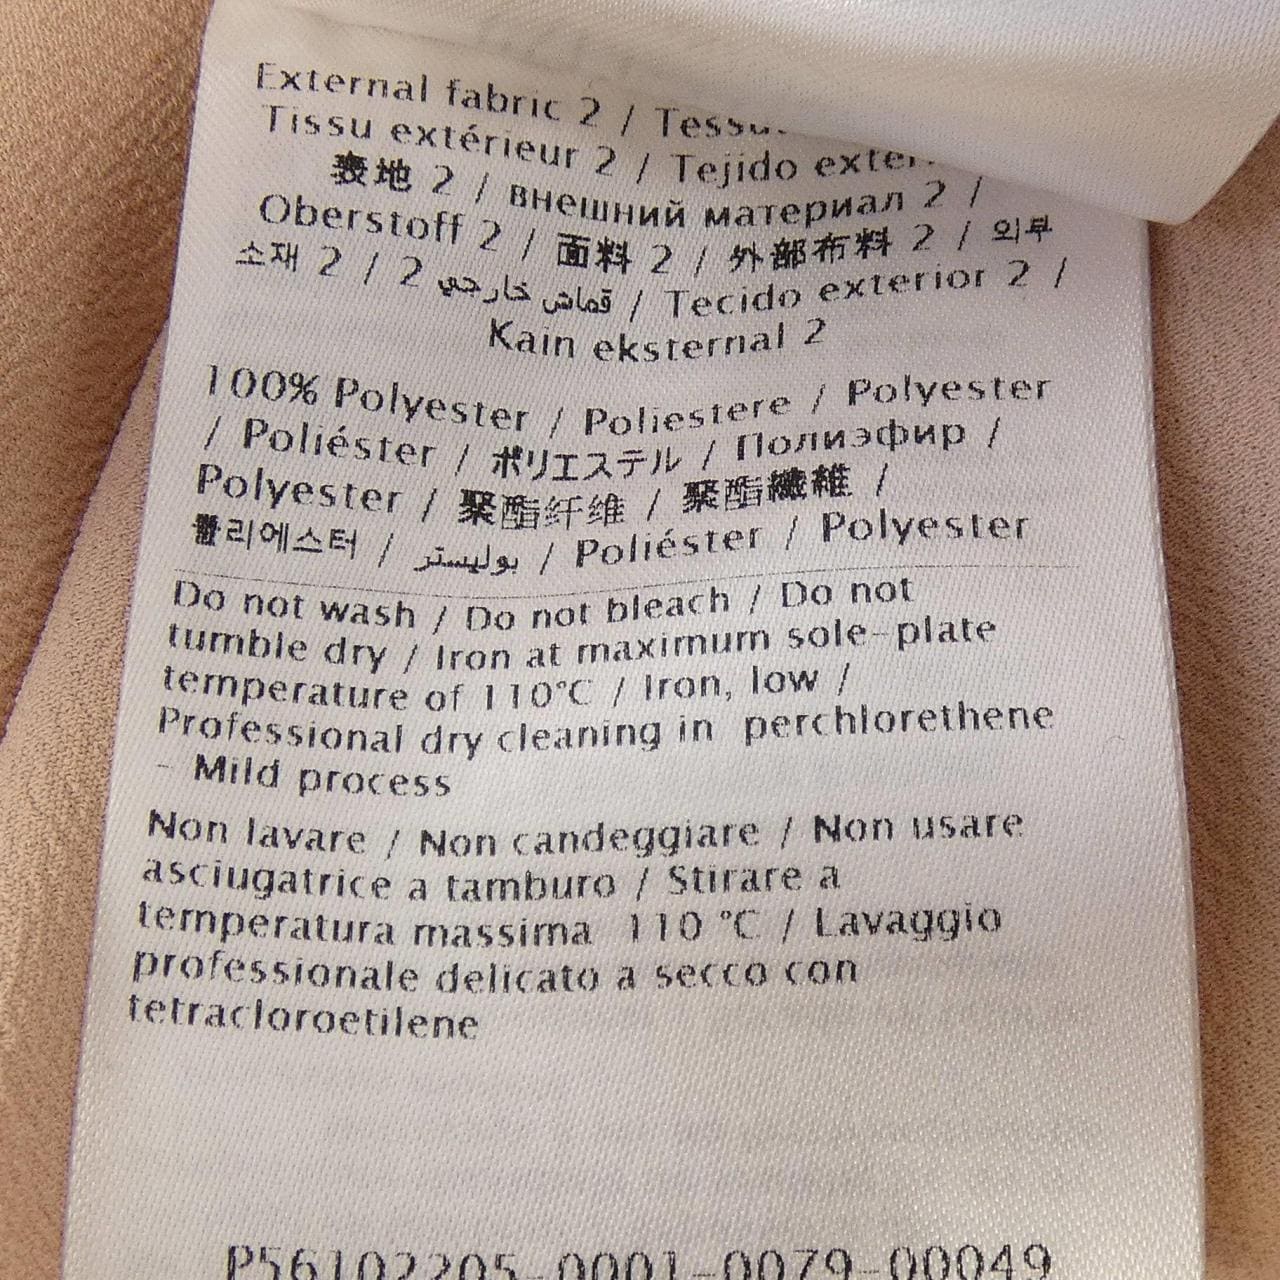 External fabric 2 /
Tissu extérieur 2 / Tejido
表地 2 / внешний материал 2 /
Oberstoff 2 / 面料 2 / 外部布料 2 / 외부
소재 2 / 2 قماش خارجي / Tecido exterior 2 /
Kain eksternal 2
100% Polyester / Poliestere / Polyester
/ Poliéster / ポリエステル / Полиэфир /
Polyester / 聚酯纤维 / 聚酯纖維 /
폴리에스터 / بوليستر / Poliéster / Polyester
Do not wash / Do not bleach / Do not
tumble dry / Iron at maximum sole-plate
temperature of 110°C / Iron, low /
Professional dry cleaning in perchlorethene
- Mild process
Non lavare / Non candeggiare / Non usare
asciugatrice a tamburo / Stirare a
temperatura massima 110 °C / Lavaggio
professionale delicato a secco con
tetracloroetilene
P56102205-0001-0079-00049